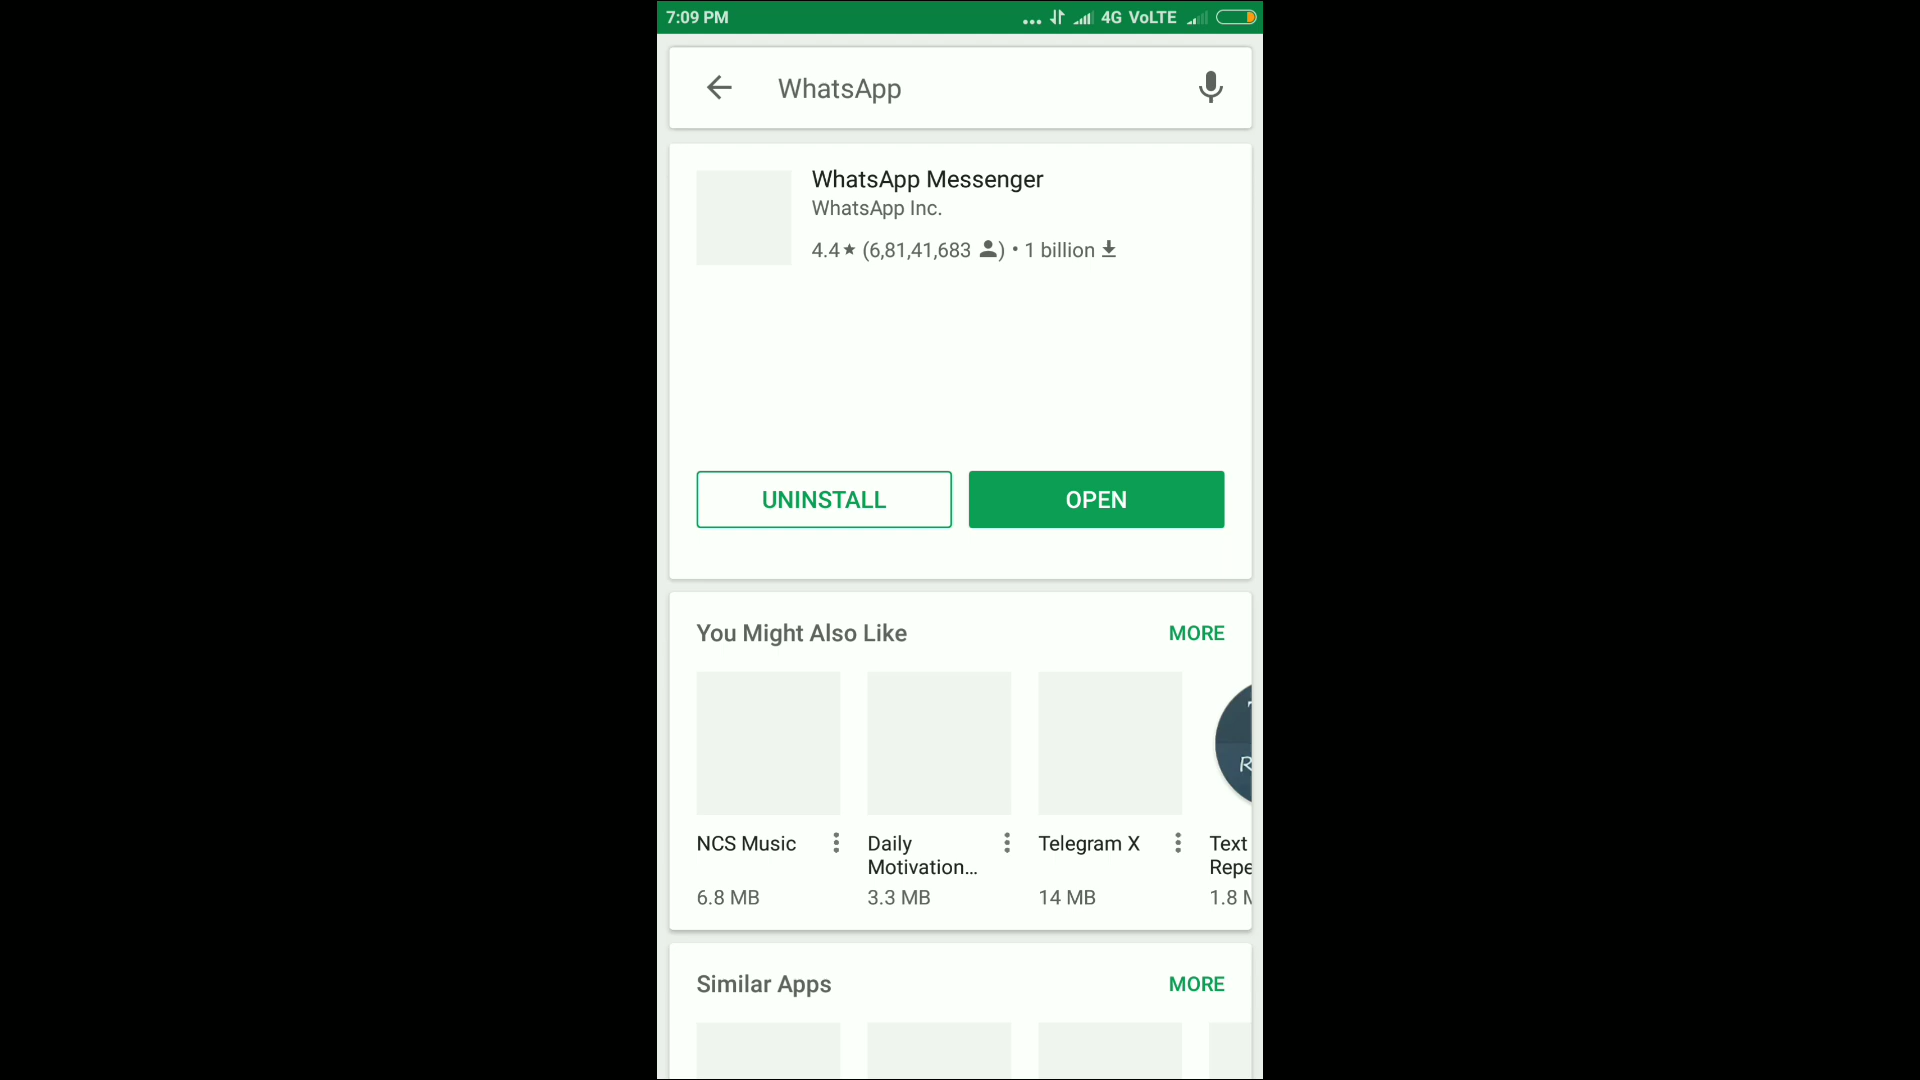 7:09 PM
4G VoLTE
WhatsApp
WhatsApp Messenger
WhatsApp Inc.
4.4★ (6,81,41,683 ) • 1 billion
UNINSTALL
OPEN
You Might Also Like
MORE
NCS Music
6.8 MB
Daily
Motivation...
3.3 MB
Telegram X
14 MB
Text
Repe
1.8
Similar Apps
MORE